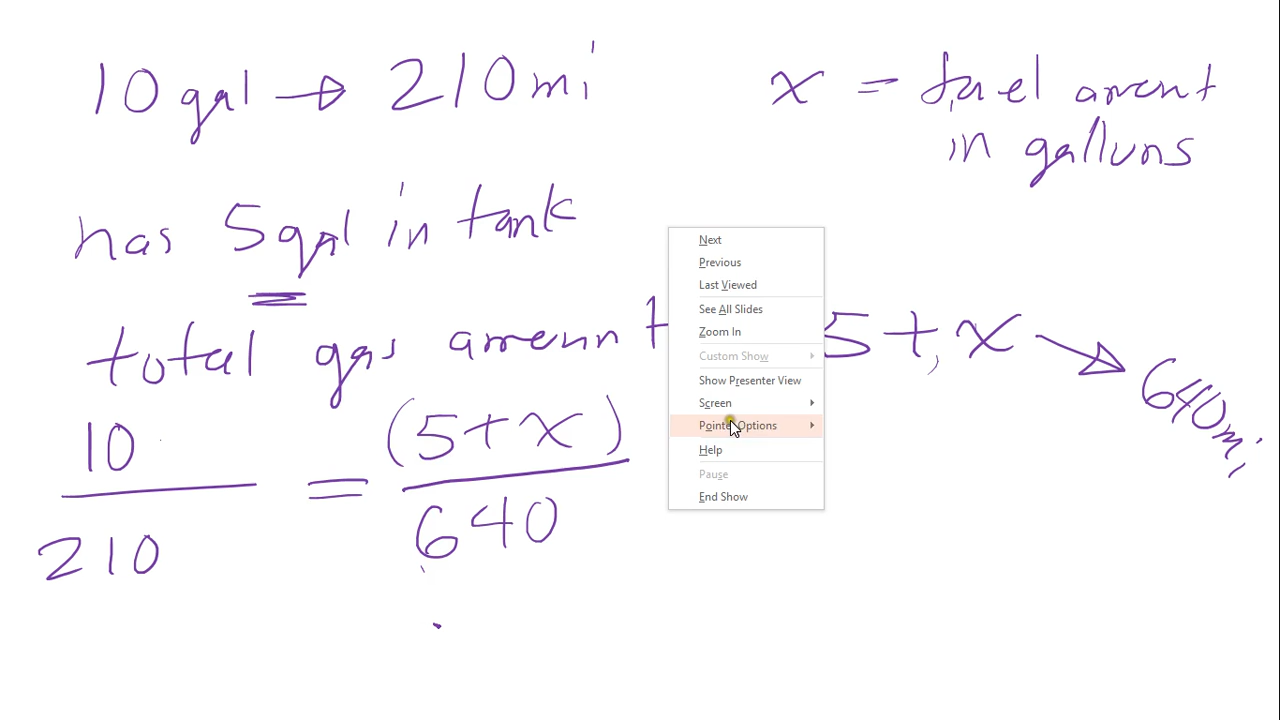 10 gal → 210 mi
x = fuel amount
in gallons
has 5 gal in tank
total gas amount
5 + x → 640 mi
10 / 210 = (5 + x) / 640
Next
Previous
Last Viewed
See All Slides
Zoom In
Custom Show
Show Presenter View
Screen
Pointer Options
Help
Pause
End Show